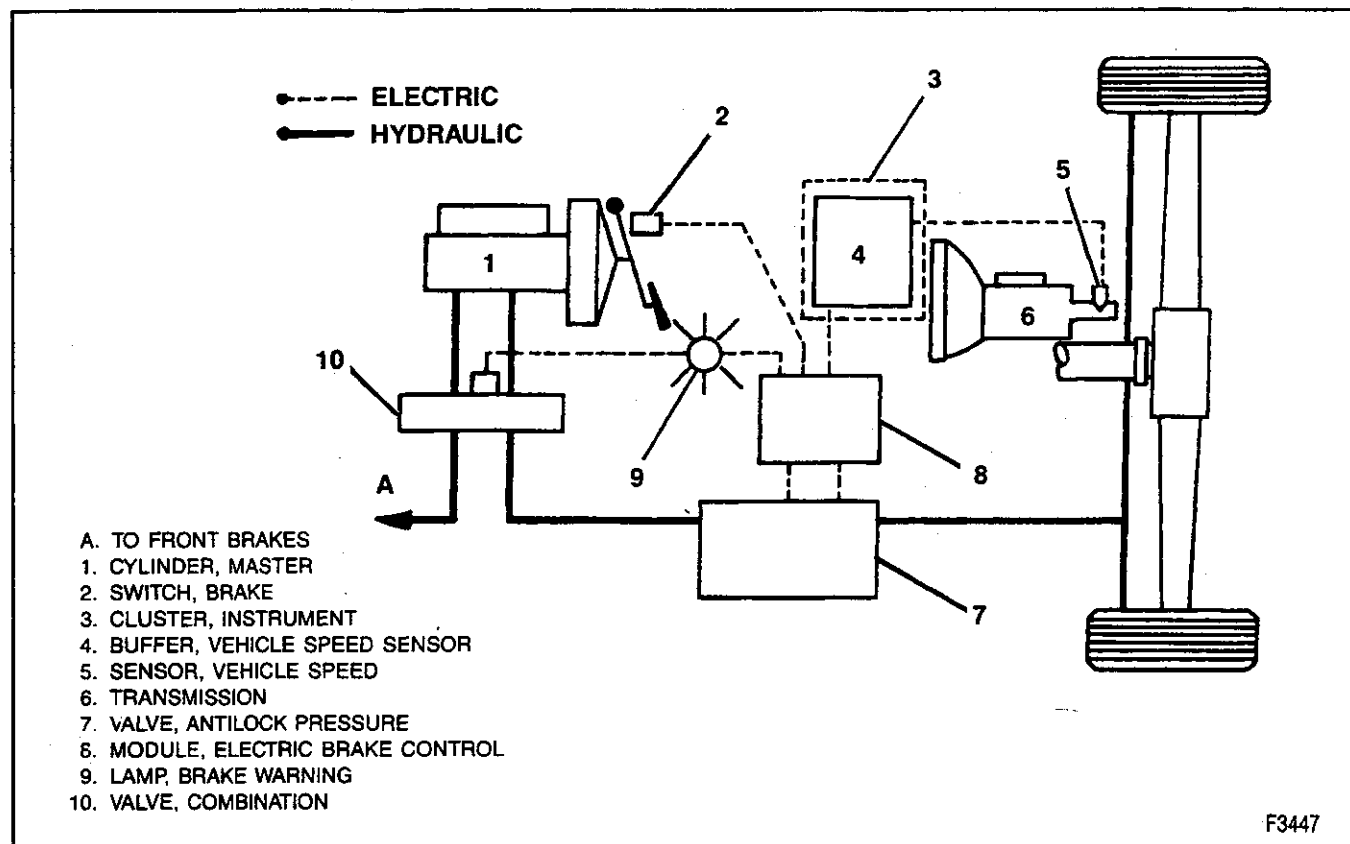 ELECTRIC
HYDRAULIC
3
2
5
1
4
6
10
9
8
A
7
A. TO FRONT BRAKES
1. CYLINDER, MASTER
2. SWITCH, BRAKE
3. CLUSTER, INSTRUMENT
4. BUFFER, VEHICLE SPEED SENSOR
5. SENSOR, VEHICLE SPEED
6. TRANSMISSION
7. VALVE, ANTILOCK PRESSURE
8. MODULE, ELECTRIC BRAKE CONTROL
9. LAMP, BRAKE WARNING
10. VALVE, COMBINATION
F3447